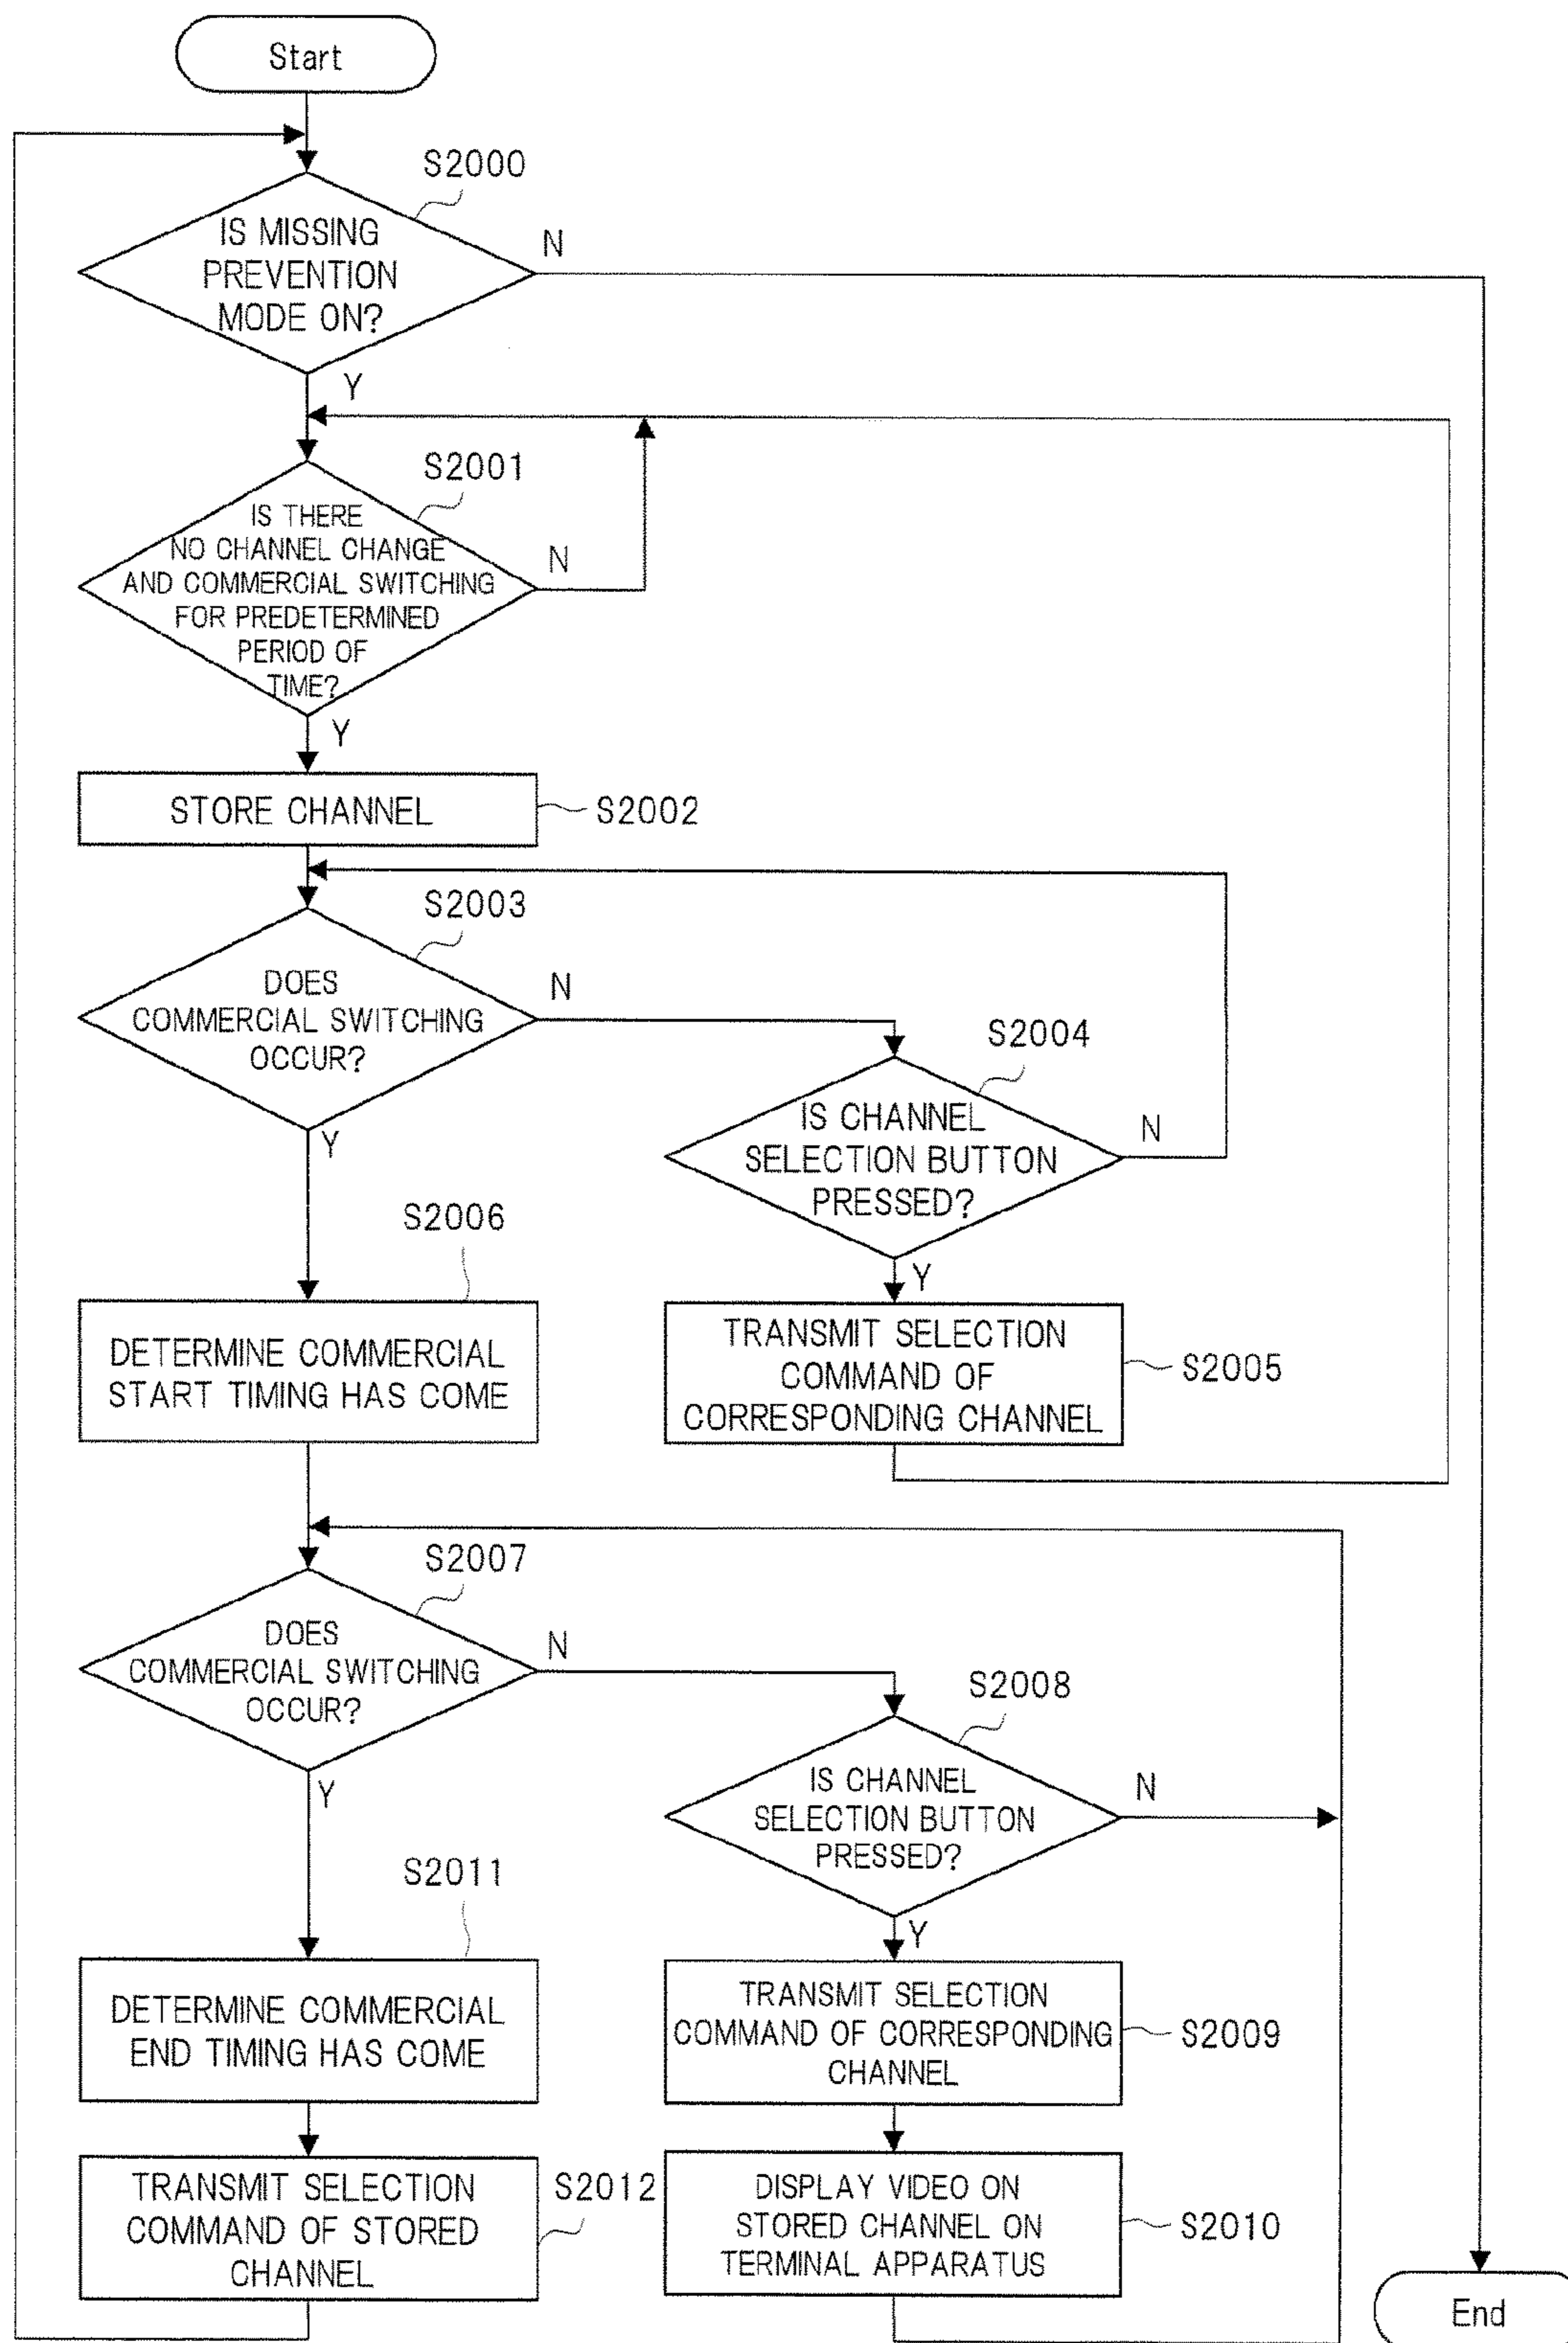 Start
S2000
IS MISSING
PREVENTION
MODE ON?
N
Y
S2001
IS THERE
NO CHANNEL CHANGE
AND COMMERCIAL SWITCHING
FOR PREDETERMINED
PERIOD OF
TIME?
N
Y
STORE CHANNEL
S2002
S2003
DOES
COMMERCIAL SWITCHING
OCCUR?
N
Y
S2004
IS CHANNEL
SELECTION BUTTON
PRESSED?
N
Y
S2006
DETERMINE COMMERCIAL
START TIMING HAS COME
TRANSMIT SELECTION
COMMAND OF
CORRESPONDING CHANNEL
S2005
S2007
DOES
COMMERCIAL SWITCHING
OCCUR?
N
Y
S2008
IS CHANNEL
SELECTION BUTTON
PRESSED?
N
Y
S2011
DETERMINE COMMERCIAL
END TIMING HAS COME
TRANSMIT SELECTION
COMMAND OF CORRESPONDING
CHANNEL
S2009
TRANSMIT SELECTION
COMMAND OF STORED
CHANNEL
S2012
DISPLAY VIDEO ON
STORED CHANNEL ON
TERMINAL APPARATUS
S2010
End